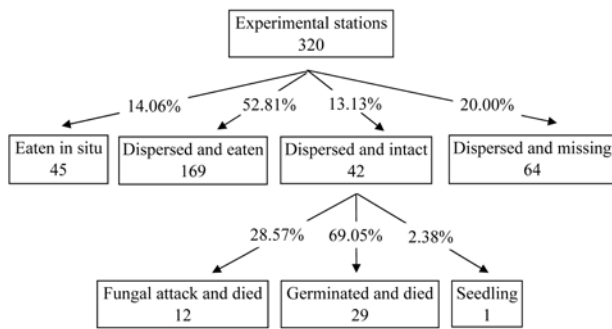 Experimental stations
320
14.06%
52.81%
13.13%
20.00%
Eaten in situ
45
Dispersed and eaten
169
Dispersed and intact
42
Dispersed and missing
64
28.57%
69.05%
2.38%
Fungal attack and died
12
Germinated and died
29
Seedling
1